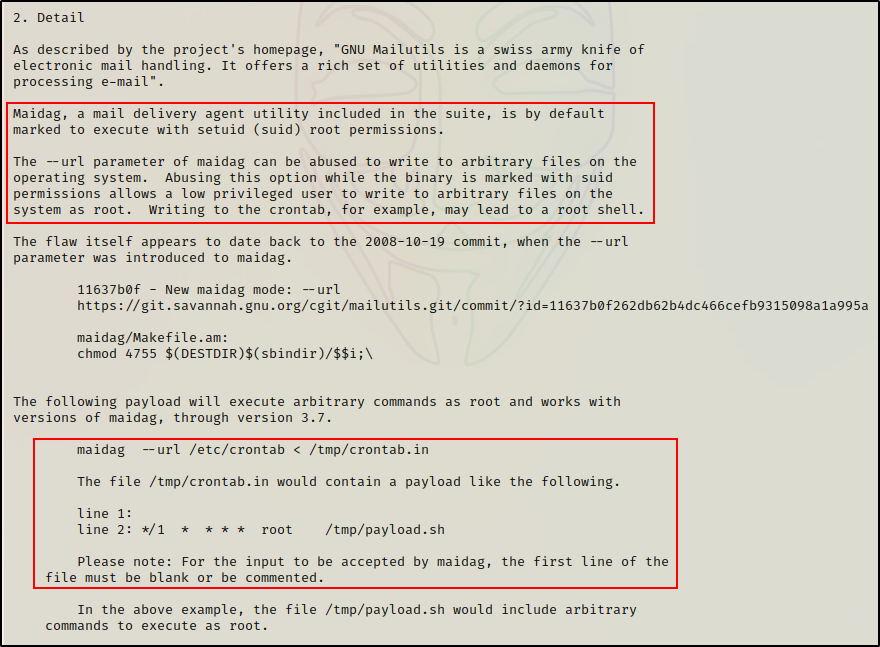 2. Detail
As described by the project's homepage, "GNU Mailutils is a swiss army knife of
electronic mail handling. It offers a rich set of utilities and daemons for
processing e-mail".
Maidag, a mail delivery agent utility included in the suite, is by default
marked to execute with setuid (suid) root permissions.
The --url parameter of maidag can be abused to write to arbitrary files on the
operating system.  Abusing this option while the binary is marked with suid
permissions allows a low privileged user to write to arbitrary files on the
system as root.  Writing to the crontab, for example, may lead to a root shell.
The flaw itself appears to date back to the 2008-10-19 commit, when the --url
parameter was introduced to maidag.
11637b0f - New maidag mode: --url
https://git.savannah.gnu.org/cgit/mailutils.git/commit/?id=11637b0f262db62b4dc466cefb9315098a1a995a
maidag/Makefile.am:
chmod 4755 $(DESTDIR)$(sbindir)/$$i;\
The following payload will execute arbitrary commands as root and works with
versions of maidag, through version 3.7.
maidag  --url /etc/crontab < /tmp/crontab.in
The file /tmp/crontab.in would contain a payload like the following.
line 1:
line 2: */1  *  * * *  root    /tmp/payload.sh
Please note: For the input to be accepted by maidag, the first line of the
file must be blank or be commented.
In the above example, the file /tmp/payload.sh would include arbitrary
commands to execute as root.